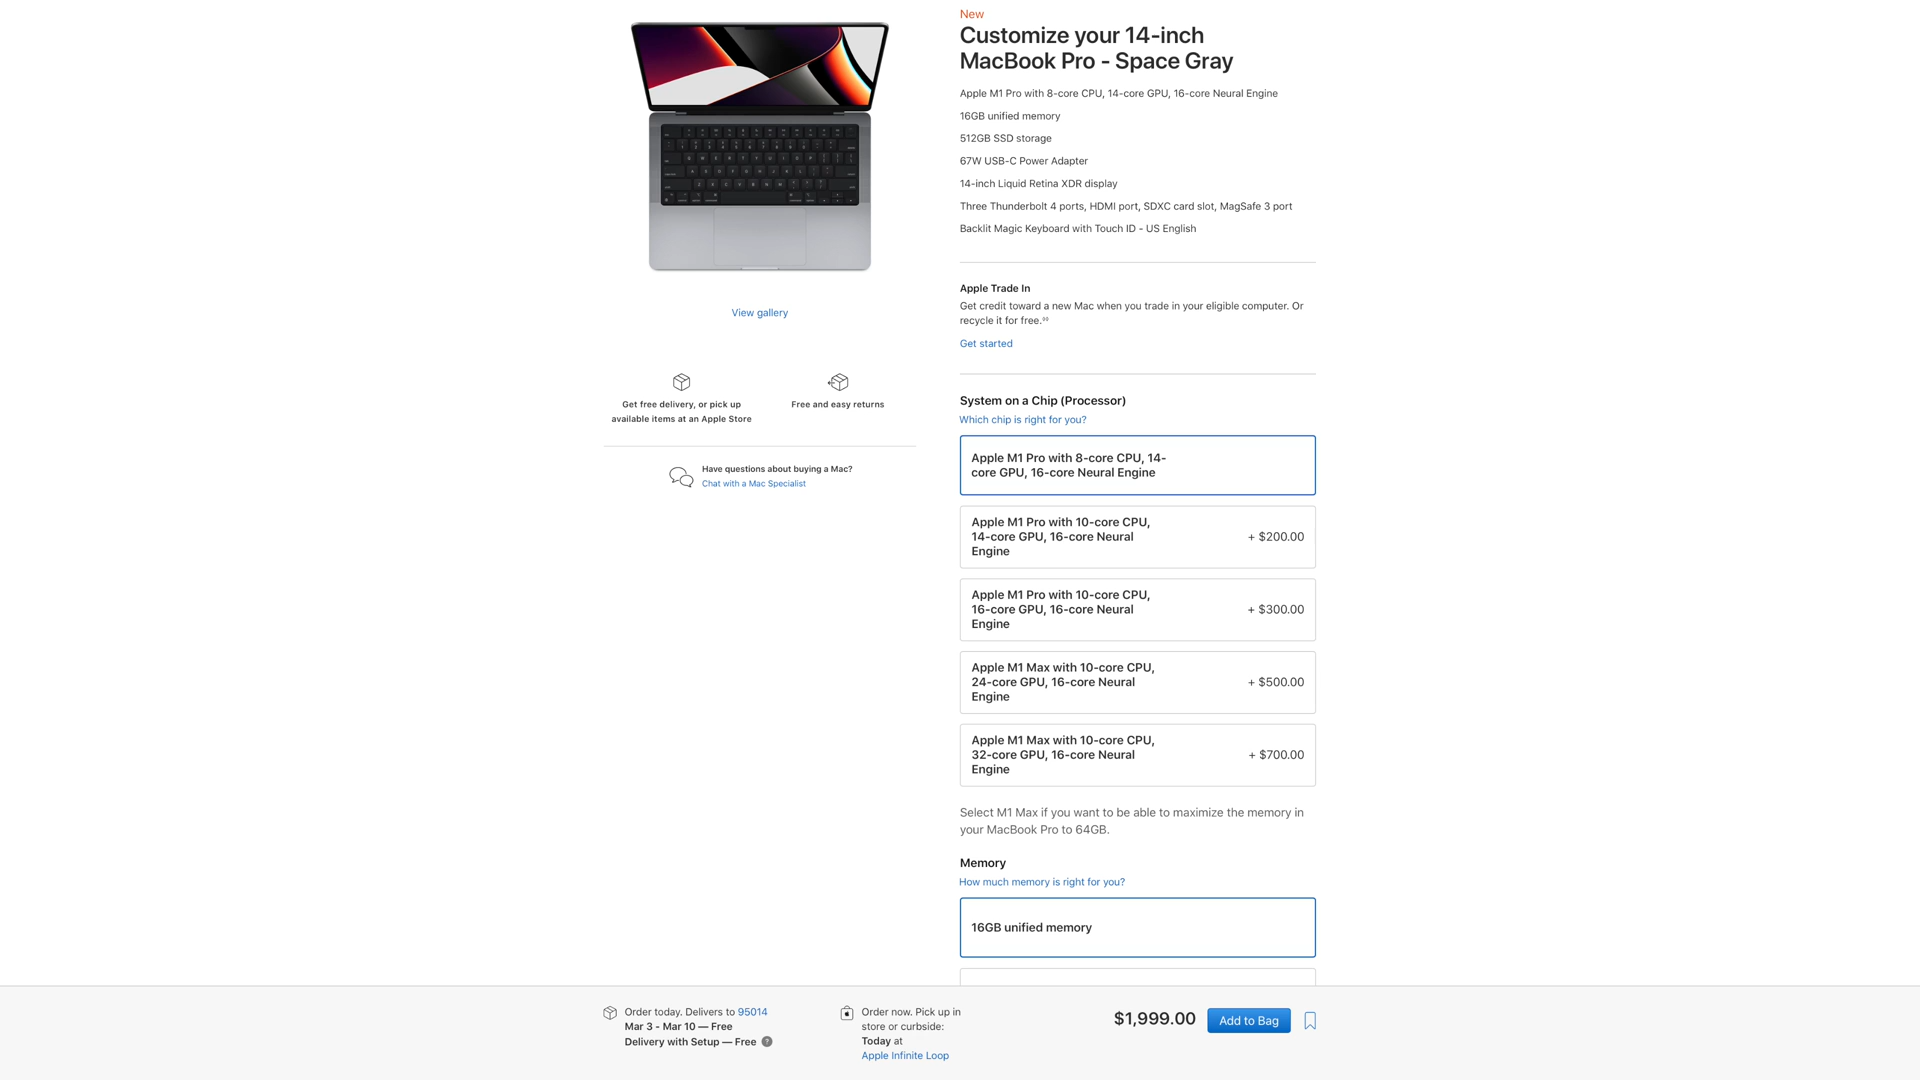 New
Customize your 14-inch
MacBook Pro - Space Gray
Apple M1 Pro with 8-core CPU, 14-core GPU, 16-core Neural Engine
16GB unified memory
512GB SSD storage
67W USB-C Power Adapter
14-inch Liquid Retina XDR display
Three Thunderbolt 4 ports, HDMI port, SDXC card slot, MagSafe 3 port
Backlit Magic Keyboard with Touch ID - US English
View gallery
Get free delivery, or pick up
available items at an Apple Store
Free and easy returns
Have questions about buying a Mac?
Chat with a Mac Specialist
Apple Trade In
Get credit toward a new Mac when you trade in your eligible computer. Or
recycle it for free.
Get started
System on a Chip (Processor)
Which chip is right for you?
Apple M1 Pro with 8-core CPU, 14-
core GPU, 16-core Neural Engine
Apple M1 Pro with 10-core CPU,
14-core GPU, 16-core Neural
Engine
+ $200.00
Apple M1 Pro with 10-core CPU,
16-core GPU, 16-core Neural
Engine
+ $300.00
Apple M1 Max with 10-core CPU,
24-core GPU, 16-core Neural
Engine
+ $500.00
Apple M1 Max with 10-core CPU,
32-core GPU, 16-core Neural
Engine
+ $700.00
Select M1 Max if you want to be able to maximize the memory in
your MacBook Pro to 64GB.
Memory
How much memory is right for you?
16GB unified memory
Order today. Delivers to 95014
Mar 3 - Mar 10 — Free
Delivery with Setup — Free ?
Order now. Pick up in
store or curbside:
Today at
Apple Infinite Loop
$1,999.00
Add to Bag